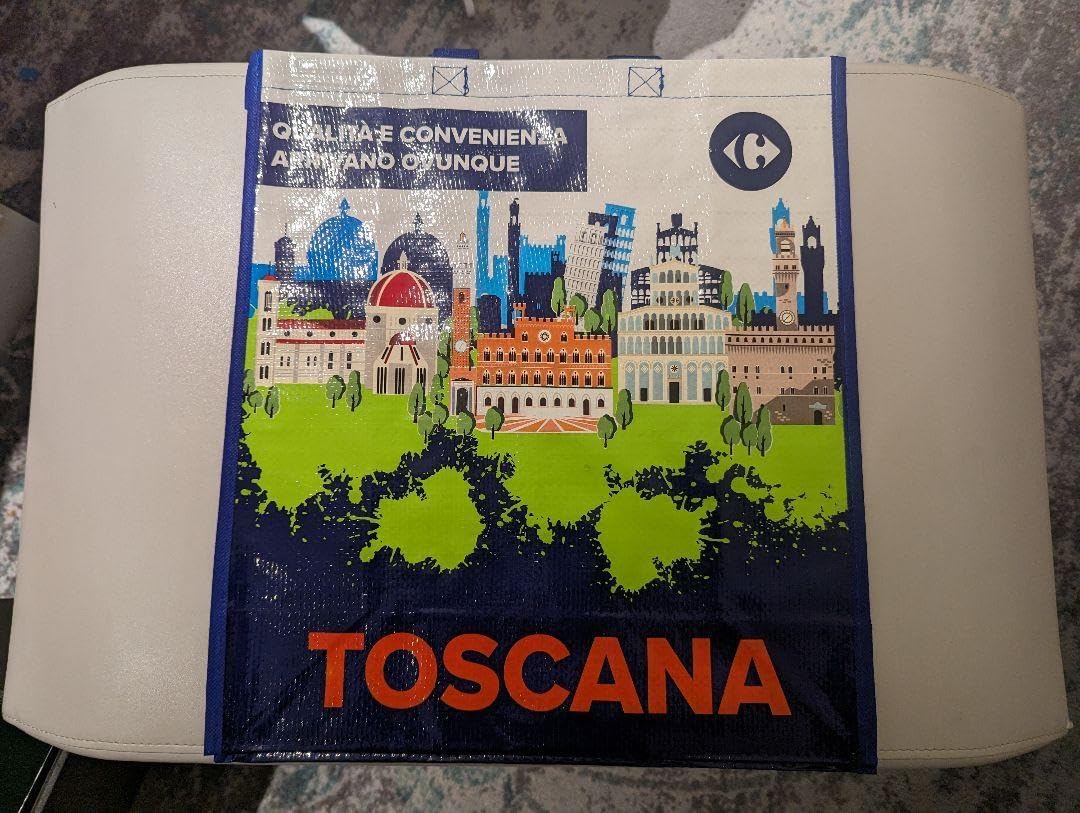 QUALITÀ E CONVENIENZA
ARRIVANO OVUNQUE
TOSCANA